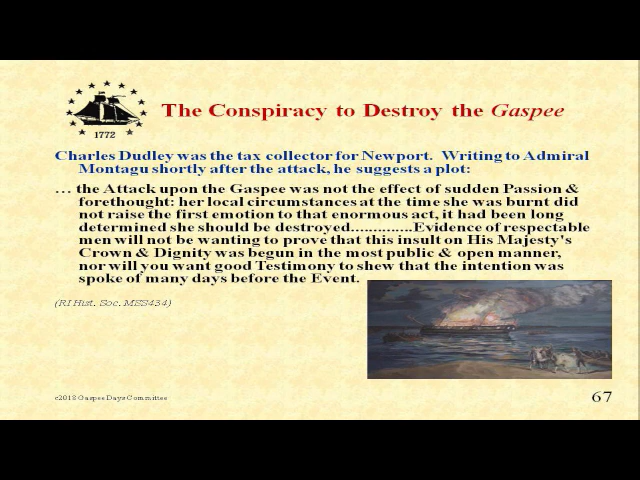 The Conspiracy to Destroy the Gaspee
1772
Charles Dudley was the tax collector for Newport. Writing to Admiral
Montagu shortly after the attack, he suggests a plot:
… the Attack upon the Gaspee was not the effect of sudden Passion &
forethought: her local circumstances at the time she was burnt did
not raise the first emotion to that enormous act, it had been long
determined she should be destroyed..............Evidence of respectable
men will not be wanting to prove that this insult on His Majesty's
Crown & Dignity was begun in the most public & open manner,
nor will you want good Testimony to shew that the intention was
spoke of many days before the Event.
(RI Hist. Soc. MSS434)
c2018 Gaspee Days Committee
67